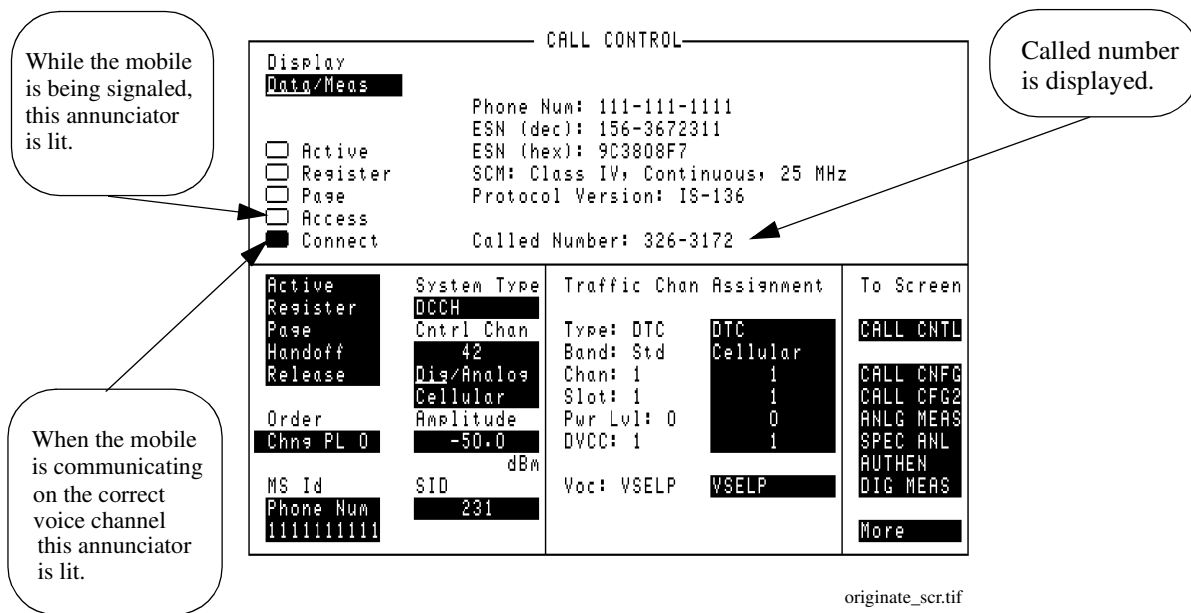 While the mobile
is being signaled,
this annunciator
is lit.
When the mobile
is communicating
on the correct
voice channel
this annunciator
is lit.
Called number
is displayed.
CALL CONTROL
Display
Data/Meas
Phone Num: 111-111-1111
ESN (dec): 156-3672311
Active ESN (hex): 9C3808F7
Register SCM: Class IV, Continuous, 25 MHz
Page Protocol Version: IS-136
Access
Connect Called Number: 326-3172
Active
Register
Page
Handoff
Release
Order
Chng PL 0
MS Id
Phone Num
1111111111
System Type
DCCH
Cntrl Chan
42
Dig/Analog
Cellular
Amplitude
-50.0
dBm
SID
231
Traffic Chan Assignment
Type: DTC DTC
Band: Std Cellular
Chan: 1 1
Slot: 1 1
Pwr Lvl: 0 0
DVCC: 1 1
Voc: VSELP VSELP
To Screen
CALL CNTL
CALL CNFG
CALL CFG2
ANLG MEAS
SPEC ANL
AUTHEN
DIG MEAS
More
originate_scr.tif